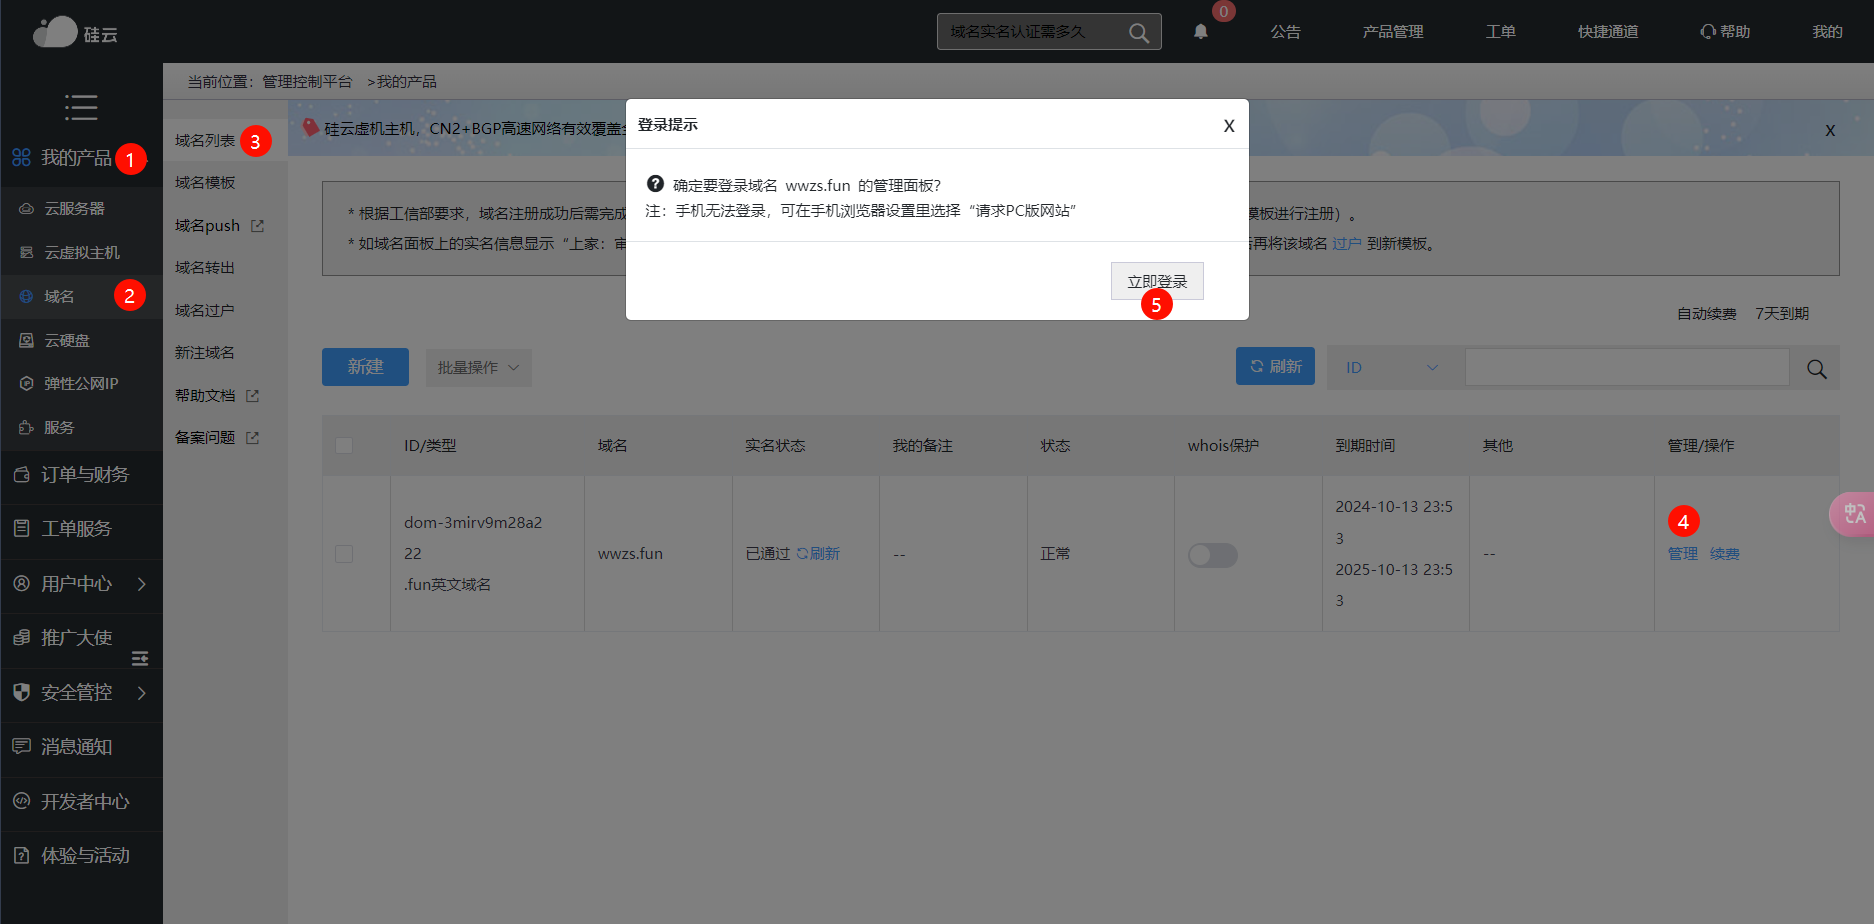 硅云
域名实名认证需多久
0
公告
产品管理
工单
快捷通道
帮助
我的
当前位置：管理控制平台 >我的产品
我的产品
1
云服务器
云虚拟主机
域名
2
云硬盘
弹性公网IP
服务
订单与财务
工单服务
用户中心
推广大使
安全管控
消息通知
开发者中心
体验与活动
域名列表
3
域名模板
域名push
域名转出
域名过户
新注域名
帮助文档
备案问题
硅云虚机主机，CN2+BGP高速网络有效覆盖
X
* 根据工信部要求，域名注册成功后需完成
模板进行注册）。
* 如域名面板上的实名信息显示“上家：审
后再将该域名 过户 到新模板。
登录提示
X
确定要登录域名 wwzs.fun 的管理面板？
注：手机无法登录，可在手机浏览器设置里选择“请求PC版网站”
立即登录
5
自动续费 7天到期
新建
批量操作
刷新
ID
ID/类型
域名
实名状态
我的备注
状态
whois保护
到期时间
其他
管理/操作
dom-3mirv9m28a2
22
.fun英文域名
wwzs.fun
已通过 刷新
--
正常
2024-10-13 23:5
3
2025-10-13 23:5
3
--
4
管理 续费
中A